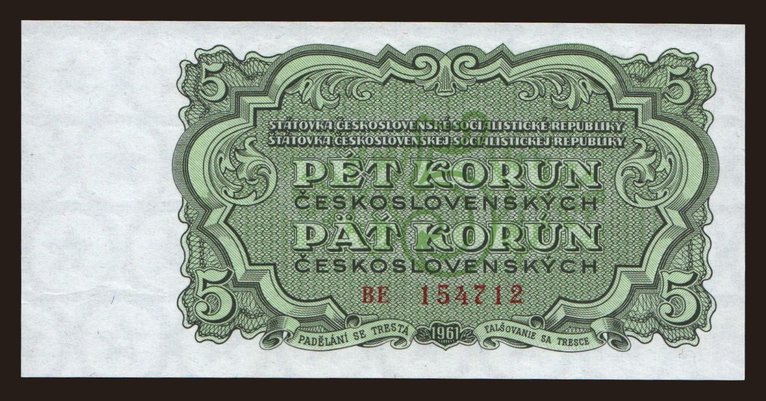 5 5
STÁTOVKA ČESKOSLOVENSKÉ SOCIALISTICKÉ REPUBLIKY
ŠTÁTOVKA ČESKOSLOVENSKEJ SOCIALISTICKEJ REPUBLIKY
PĚT KORUN
ČESKOSLOVENSKÝCH
PÄŤ KORÚN
ČESKOSLOVENSKÝCH
5 5
BE 154712
PADĚLÁNÍ SE TRESTÁ 1961 FALŠOVANIE SA TRESCE